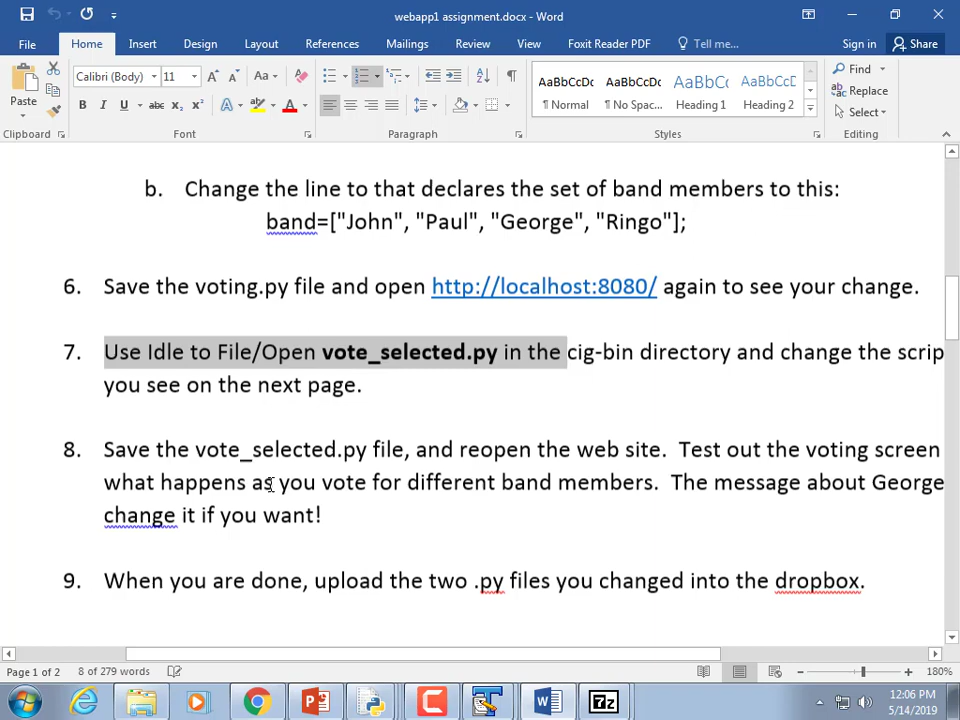 webapp1 assignment.docx - Word
File Home Insert Design Layout References Mailings Review View Foxit Reader PDF Tell me... Sign in Share
Paste Calibri (Body) 11 Aa AaBbCcDc AaBbCcDc AaBbCc AaBbCcD Find
B I U abc x₂ x² A A ¶ Normal ¶ No Spac... Heading 1 Heading 2 Replace
Select
Clipboard Font Paragraph Styles Editing
b. Change the line to that declares the set of band members to this:
band=["John", "Paul", "George", "Ringo"];
6. Save the voting.py file and open http://localhost:8080/ again to see your change.
7. Use Idle to File/Open vote_selected.py in the cig-bin directory and change the scrip
you see on the next page.
8. Save the vote_selected.py file, and reopen the web site. Test out the voting screen
what happens as you vote for different band members. The message about George
change it if you want!
9. When you are done, upload the two .py files you changed into the dropbox.
Page 1 of 2 8 of 279 words 180%
7z
12:06 PM
5/14/2019